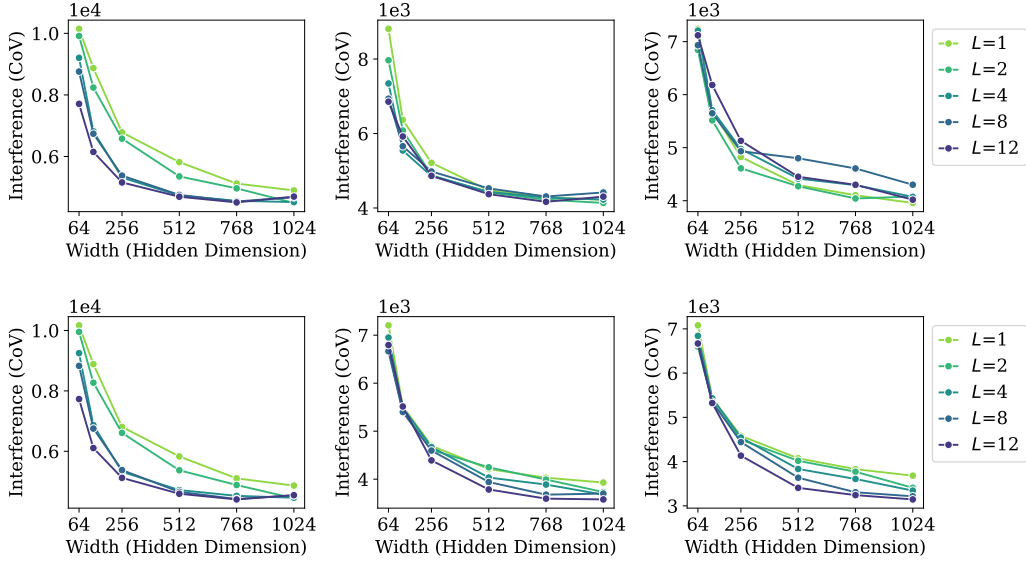 1e4
Interference (CoV)
1.0
0.8
0.6
64 256 512 768 1024
Width (Hidden Dimension)
1e3
Interference (CoV)
8
6
4
64 256 512 768 1024
Width (Hidden Dimension)
1e3
Interference (CoV)
7
6
5
4
64 256 512 768 1024
Width (Hidden Dimension)
L=1
L=2
L=4
L=8
L=12
1e4
Interference (CoV)
1.0
0.8
0.6
64 256 512 768 1024
Width (Hidden Dimension)
1e3
Interference (CoV)
7
6
5
4
64 256 512 768 1024
Width (Hidden Dimension)
1e3
Interference (CoV)
7
6
5
4
3
64 256 512 768 1024
Width (Hidden Dimension)
L=1
L=2
L=4
L=8
L=12